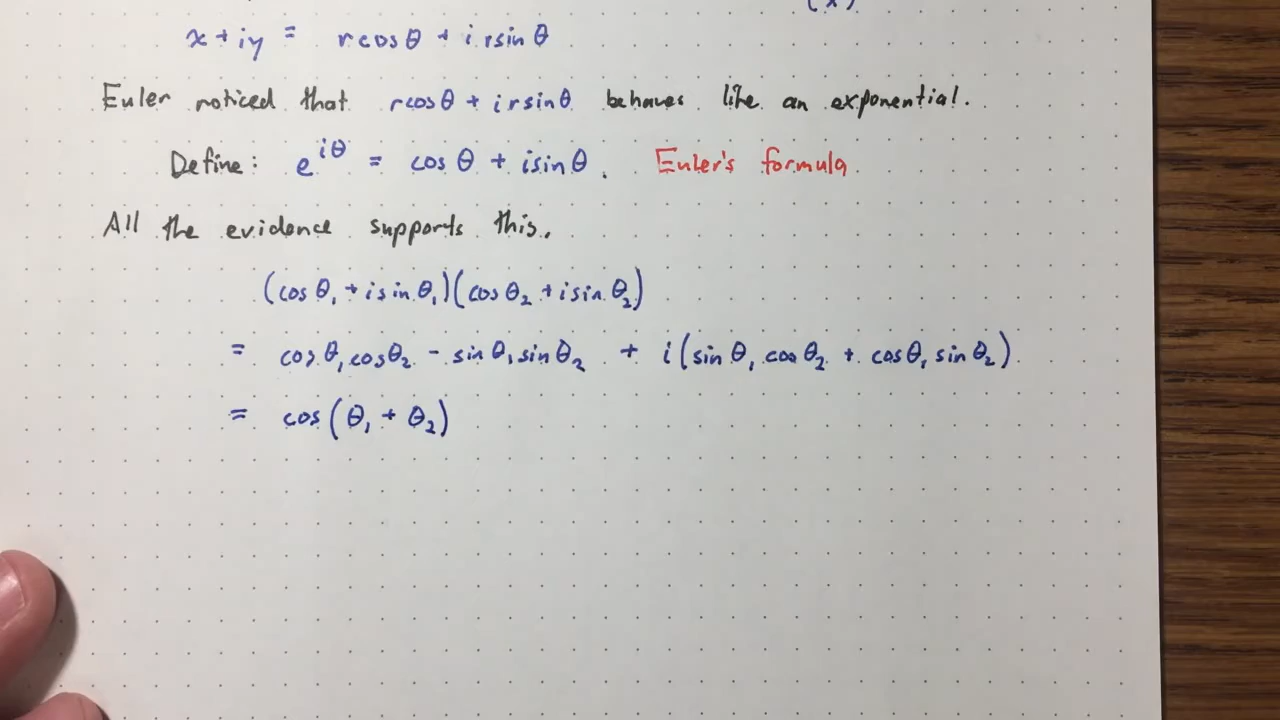 (x)
x + iy = r cos θ + i r sin θ
Euler noticed that r cos θ + i r sin θ behaves like an exponential.
Define: e^{iθ} = cos θ + i sin θ. Euler's formula.
All the evidence supports this.
(cos θ₁ + i sin θ₁)(cos θ₂ + i sin θ₂)
= cos θ₁ cos θ₂ - sin θ₁ sin θ₂ + i(sin θ₁ cos θ₂ + cos θ₁ sin θ₂)
= cos(θ₁ + θ₂)